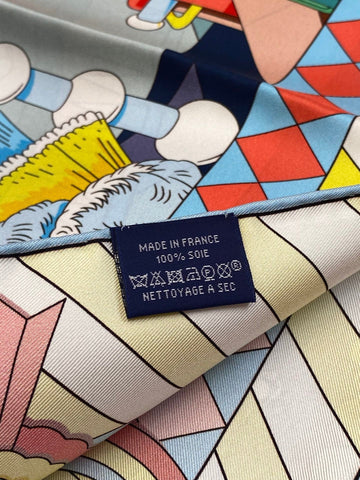 MADE IN FRANCE
100% SOIE
NETTOYAGE A SEC